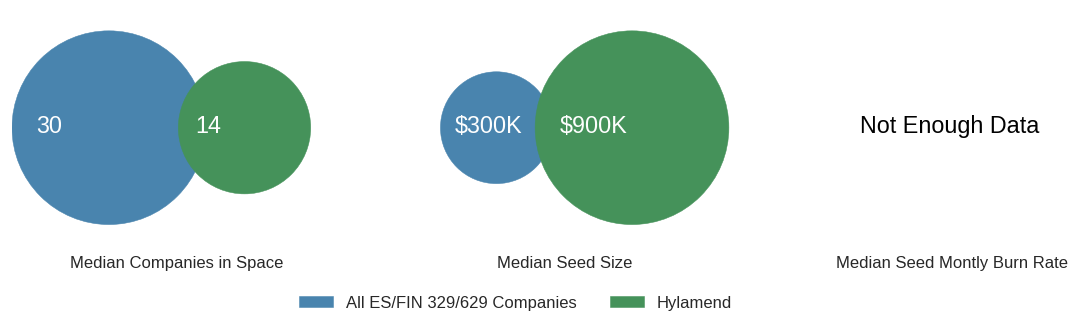 30
14
$300K
$900K
Not Enough Data
Median Companies in Space
Median Seed Size
Median Seed Montly Burn Rate
All ES/FIN 329/629 Companies
Hylamend